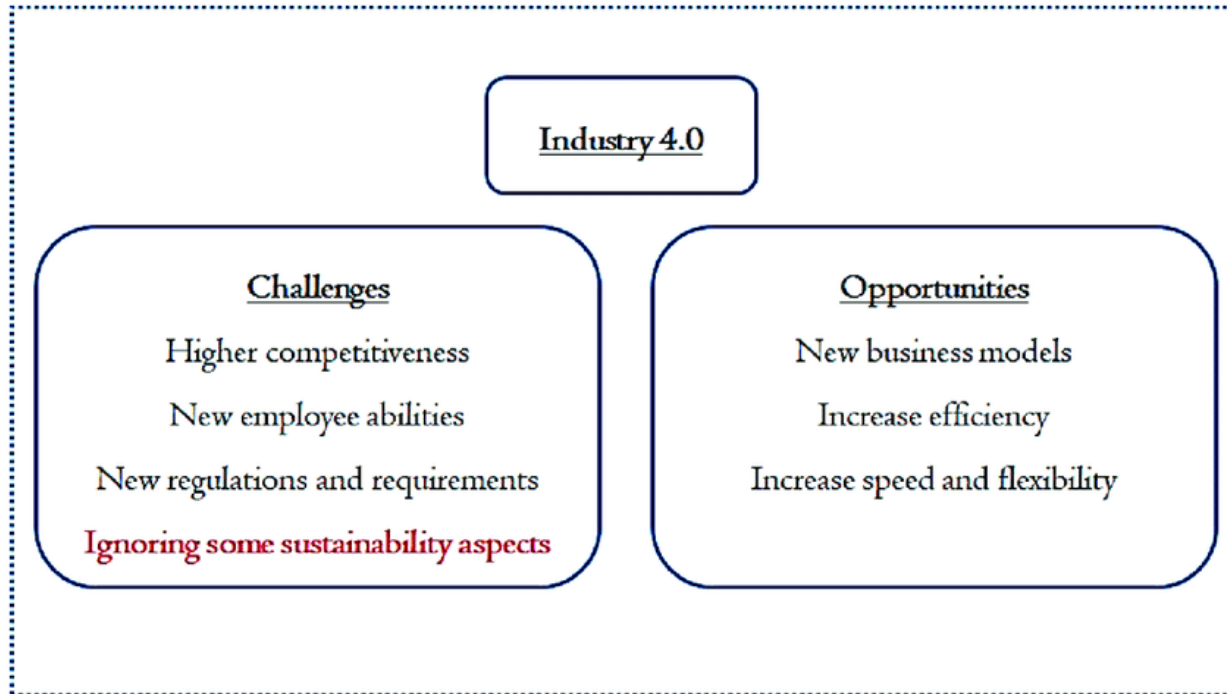 Industry 4.0
Challenges
Higher competitiveness
New employee abilities
New regulations and requirements
Ignoring some sustainability aspects
Opportunities
New business models
Increase efficiency
Increase speed and flexibility